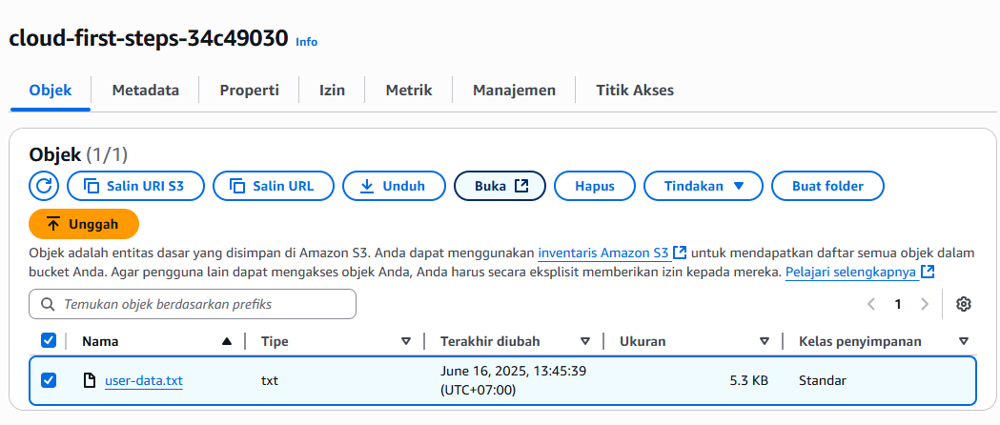 cloud-first-steps-34c49030 Info
Objek Metadata Properti Izin Metrik Manajemen Titik Akses
Objek (1/1)
Salin URI S3 Salin URL Unduh Buka Hapus Tindakan Buat folder
Unggah
Objek adalah entitas dasar yang disimpan di Amazon S3. Anda dapat menggunakan inventaris Amazon S3 untuk mendapatkan daftar semua objek dalam
bucket Anda. Agar pengguna lain dapat mengakses objek Anda, Anda harus secara eksplisit memberikan izin kepada mereka. Pelajari selengkapnya
Temukan objek berdasarkan prefiks
1
Nama Tipe Terakhir diubah Ukuran Kelas penyimpanan
user-data.txt txt June 16, 2025, 13:45:39 5.3 KB Standar
(UTC+07:00)